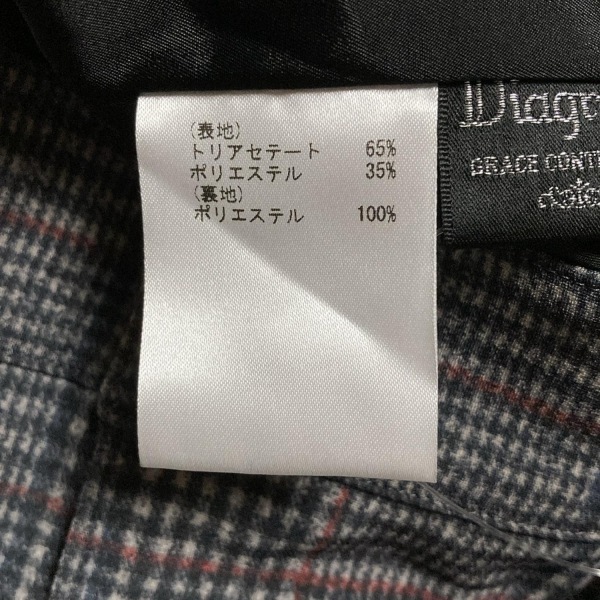 (表地)
トリアセテート 65%
ポリエステル 35%
(裏地)
ポリエステル 100%
GRACE